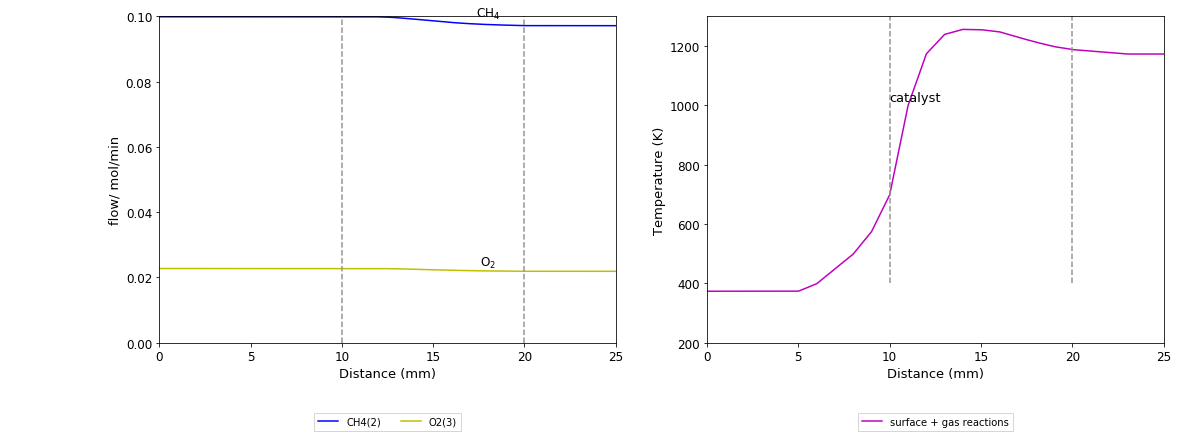 0.10
0.08
0.06
0.04
0.02
0.00
flow/ mol/min
CH₄
O₂
0 5 10 15 20 25
Distance (mm)
CH4(2) O2(3)
1200
1000
800
600
400
200
Temperature (K)
catalyst
0 5 10 15 20 25
Distance (mm)
surface + gas reactions